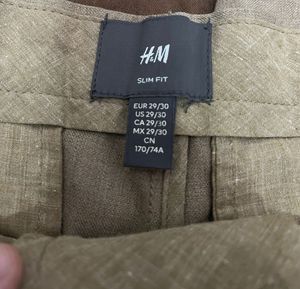 H&M
SLIM FIT
EUR 29/30
US 29/30
CA 29/30
MX 29/30
CN
170/74A